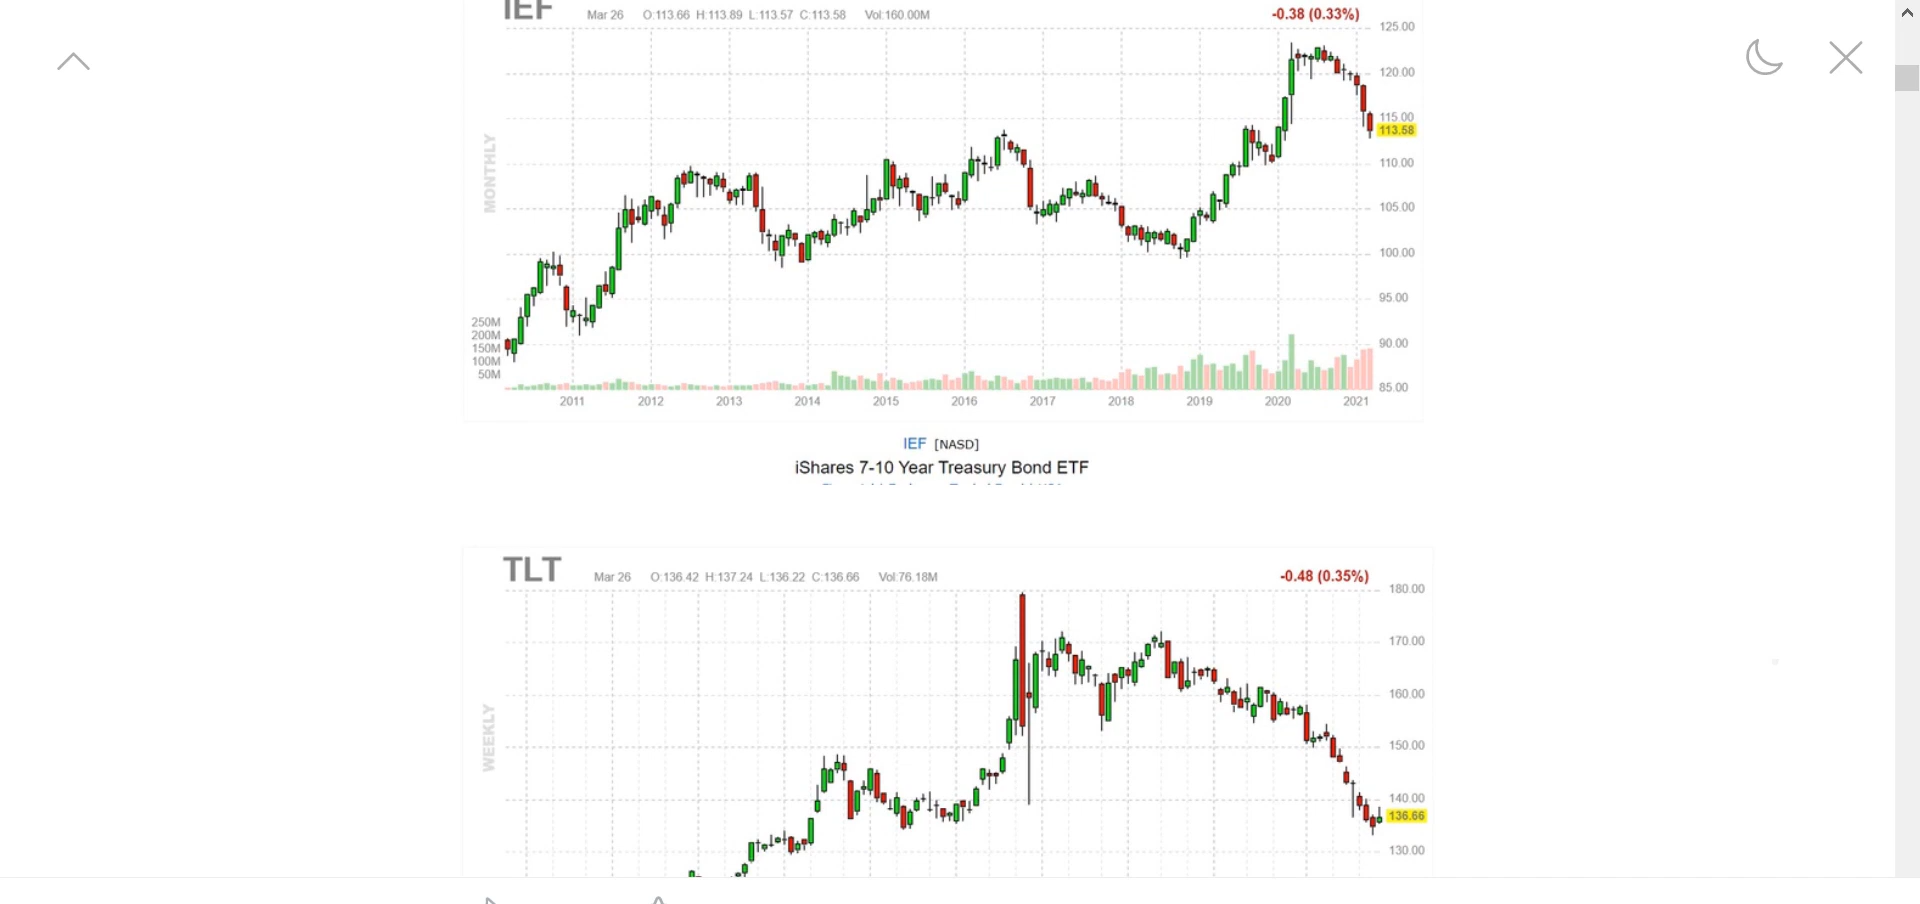 IEF Mar 26 O:113.66 H:113.89 L:113.57 C:113.58 Vol:160.00M -0.38 (0.33%)
125.00
120.00
115.00
113.58
110.00
105.00
100.00
95.00
90.00
85.00
MONTHLY
250M
200M
150M
100M
50M
2011 2012 2013 2014 2015 2016 2017 2018 2019 2020 2021
IEF [NASD]
iShares 7-10 Year Treasury Bond ETF
TLT Mar 26 O:136.42 H:137.24 L:136.22 C:136.66 Vol:76.18M -0.48 (0.35%)
180.00
170.00
160.00
150.00
140.00
136.66
130.00
WEEKLY